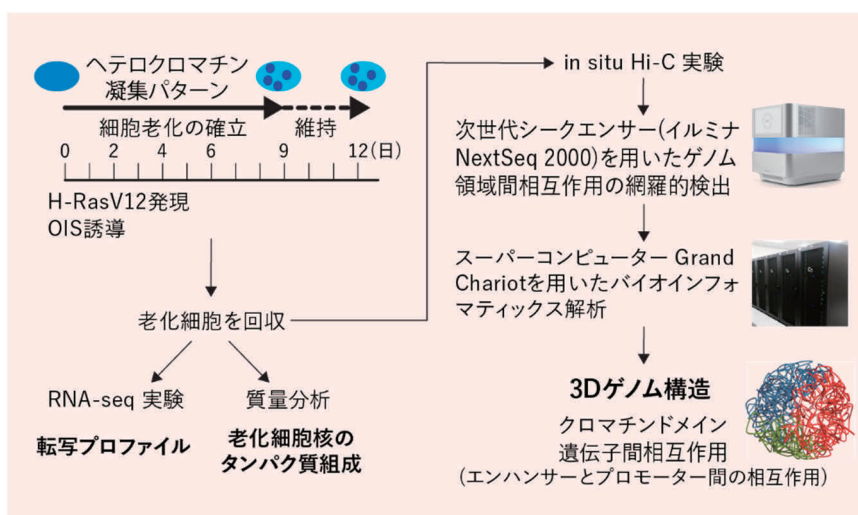 ヘテロクロマチン
凝集パターン
細胞老化の確立 維持
0 2 4 6 9 12(日)
H-RasV12発現
OIS誘導
老化細胞を回収
RNA-seq 実験
転写プロファイル
質量分析
老化細胞核の
タンパク質組成
in situ Hi-C 実験
次世代シークエンサー(イルミナ
NextSeq 2000)を用いたゲノム
領域間相互作用の網羅的検出
スーパーコンピューター Grand
Chariotを用いたバイオインフォ
マティックス解析
3Dゲノム構造
クロマチンドメイン
遺伝子間相互作用
(エンハンサーとプロモーター間の相互作用)